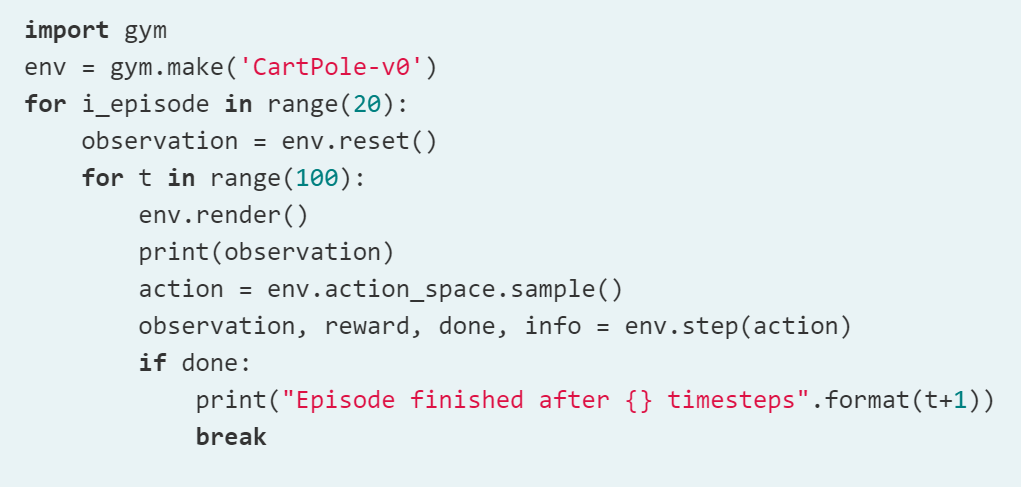 import gym
env = gym.make('CartPole-v0')
for i_episode in range(20):
    observation = env.reset()
    for t in range(100):
        env.render()
        print(observation)
        action = env.action_space.sample()
        observation, reward, done, info = env.step(action)
        if done:
            print("Episode finished after {} timesteps".format(t+1))
            break